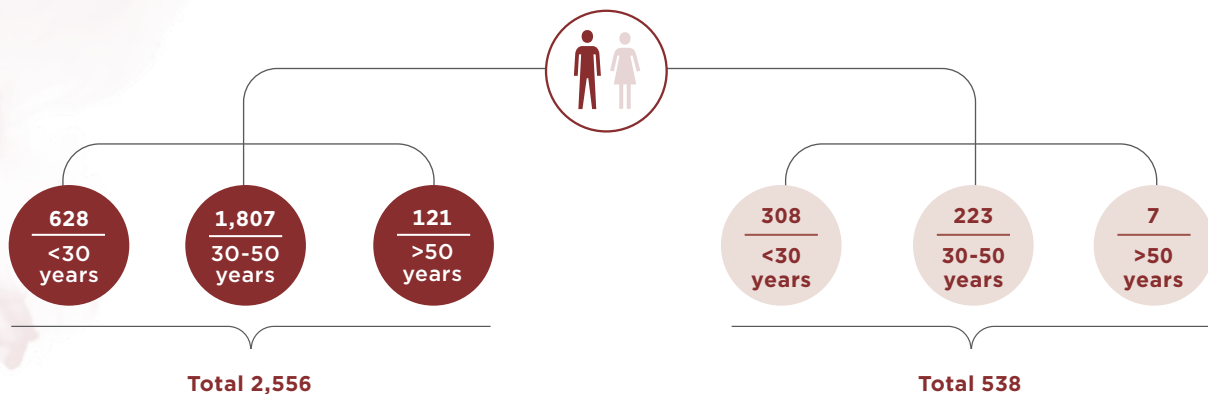 628
<30
years
1,807
30-50
years
121
>50
years
Total 2,556
308
<30
years
223
30-50
years
7
>50
years
Total 538